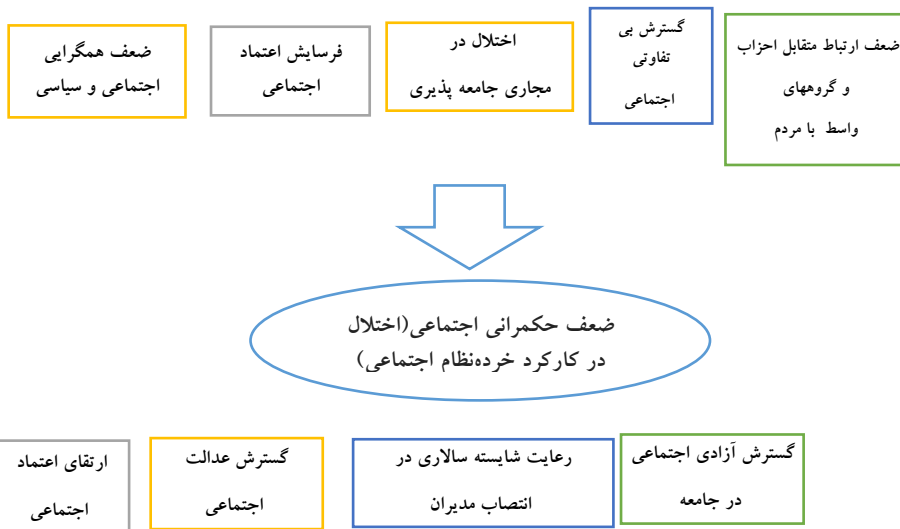 ضعف ارتباط متقابل احزاب
و گروههای
واسط با مردم
گسترش بی
تفاوتی
اجتماعی
اختلال در
مجاری جامعه پذیری
فرسایش اعتماد
اجتماعی
ضعف همگرایی
اجتماعی و سیاسی
ضعف حکمرانی اجتماعی(اختلال
در کارکرد خرده‌نظام اجتماعی)
گسترش آزادی اجتماعی
در جامعه
رعایت شایسته سالاری در
انتصاب مدیران
گسترش عدالت
اجتماعی
ارتقای اعتماد
اجتماعی